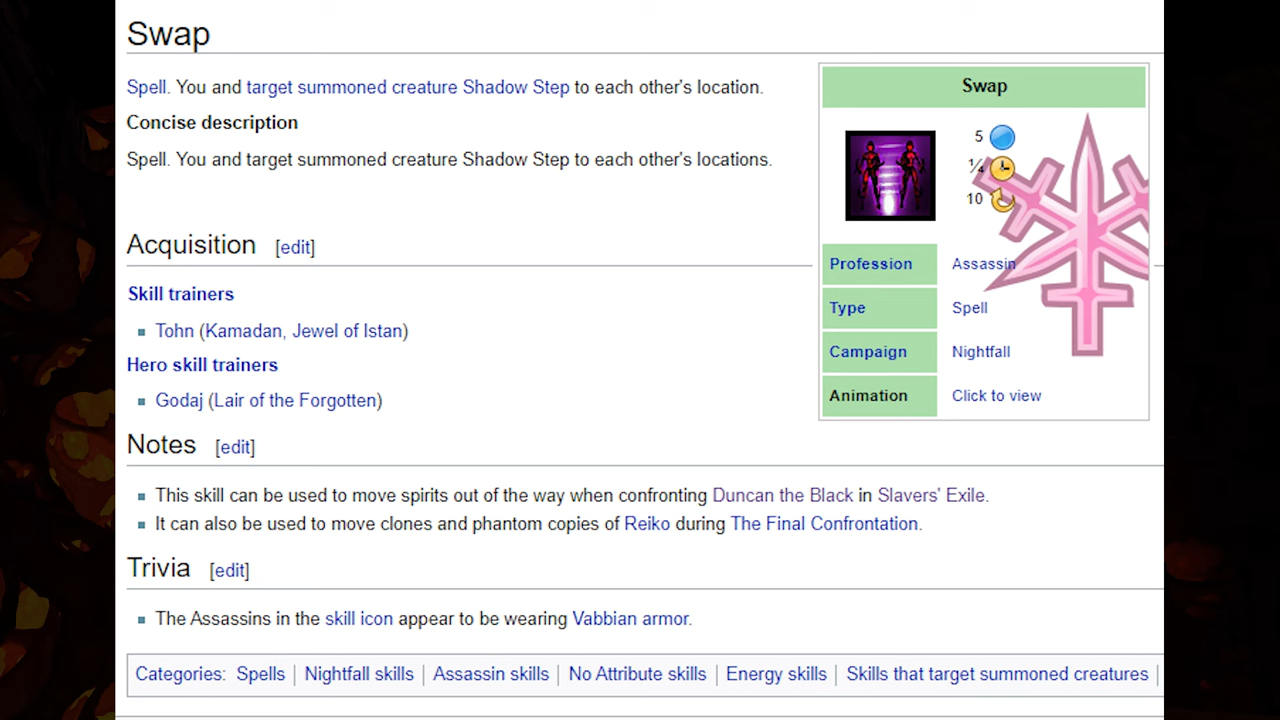 Swap
Spell. You and target summoned creature Shadow Step to each other's location.
Concise description
Spell. You and target summoned creature Shadow Step to each other's locations.
Swap
5
¼
10
Profession Assassin
Type Spell
Campaign Nightfall
Animation Click to view
Acquisition [edit]
Skill trainers
Tohn (Kamadan, Jewel of Istan)
Hero skill trainers
Godaj (Lair of the Forgotten)
Notes [edit]
This skill can be used to move spirits out of the way when confronting Duncan the Black in Slavers' Exile.
It can also be used to move clones and phantom copies of Reiko during The Final Confrontation.
Trivia [edit]
The Assassins in the skill icon appear to be wearing Vabbian armor.
Categories: Spells | Nightfall skills | Assassin skills | No Attribute skills | Energy skills | Skills that target summoned creatures |